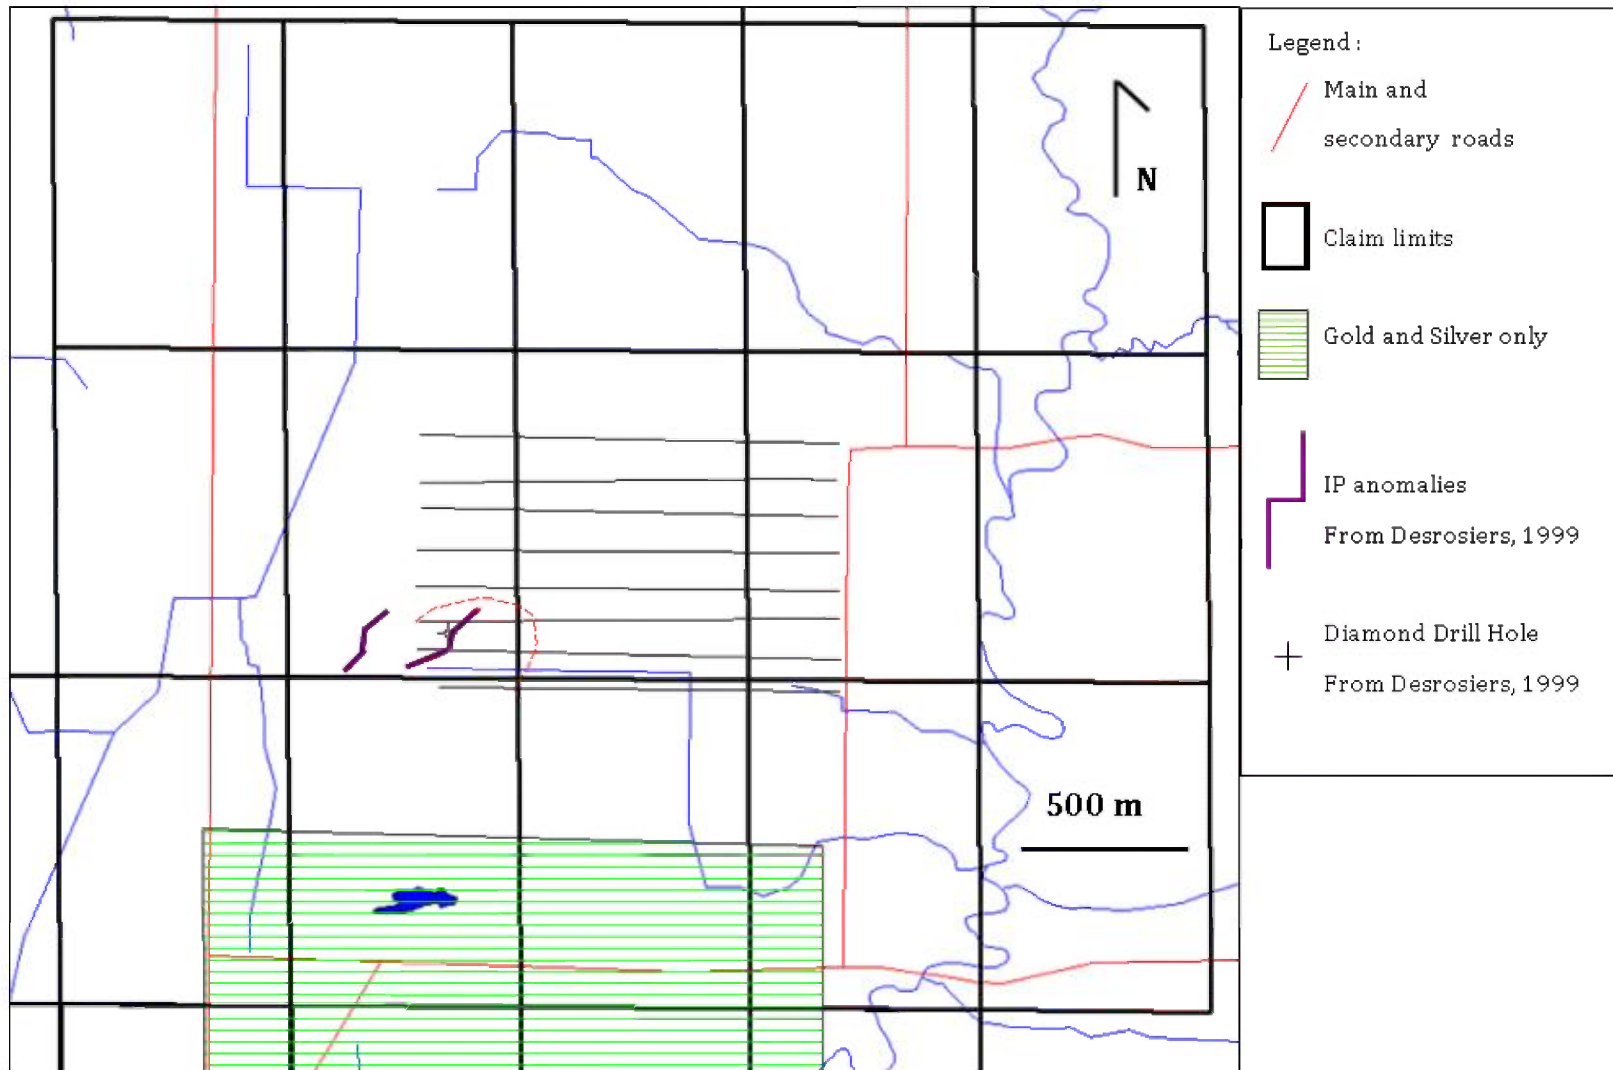 Legend :
Main and
secondary roads
N
Claim limits
Gold and Silver only
IP anomalies
From Desrosiers, 1999
Diamond Drill Hole
From Desrosiers, 1999
500 m